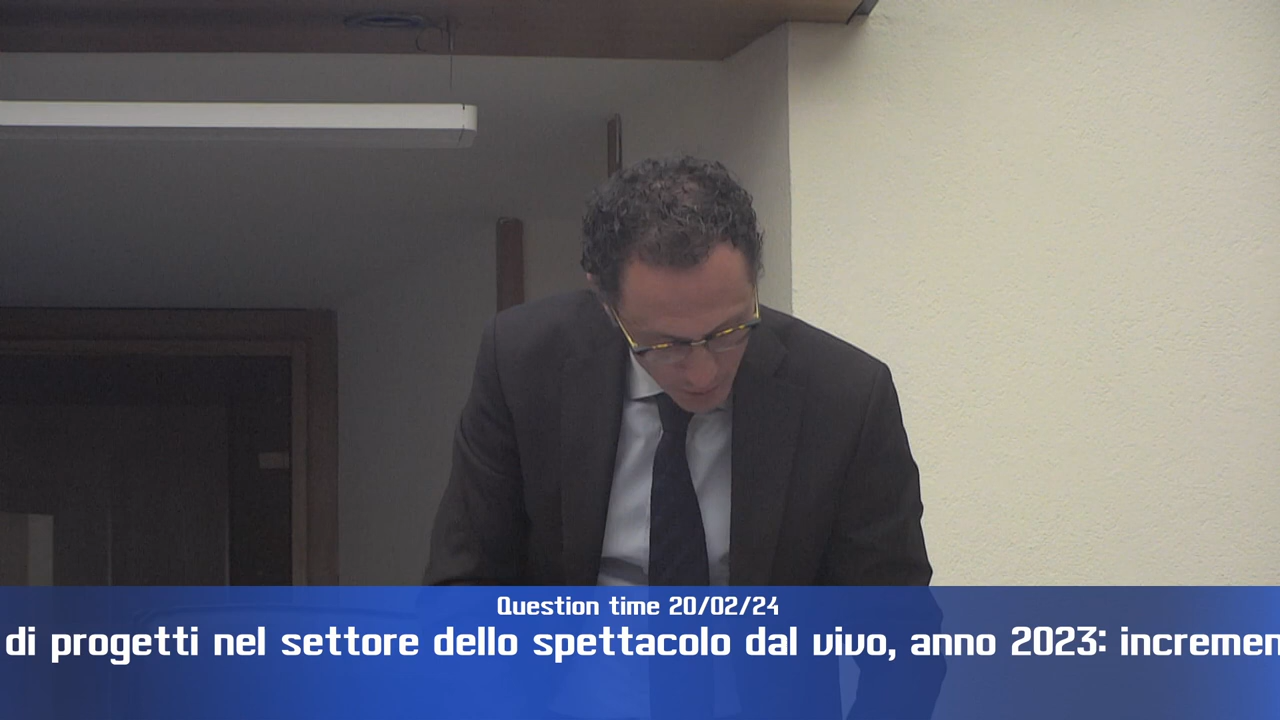 Question time 20/02/24
di progetti nel settore dello spettacolo dal vivo, anno 2023: incremen